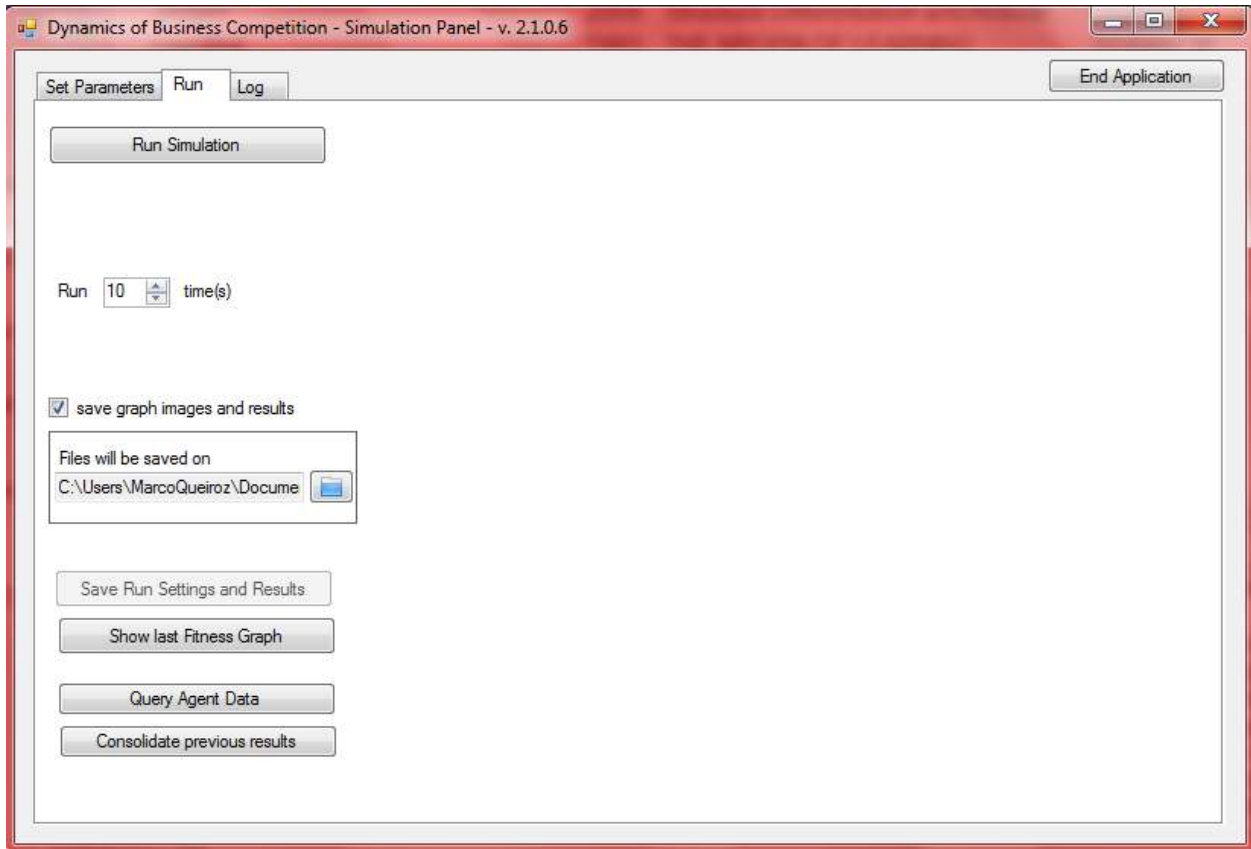 Dynamics of Business Competition - Simulation Panel - v. 2.1.0.6
End Application
Set Parameters Run Log
Run Simulation
Run 10 time(s)
save graph images and results
Files will be saved on
C:\Users\MarcoQueiroz\Docume
Save Run Settings and Results
Show last Fitness Graph
Query Agent Data
Consolidate previous results